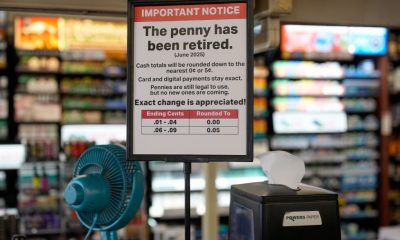 IMPORTANT NOTICE
The penny has
been retired.
(June 2025)
Cash totals will be rounded down to the
nearest 0¢ or 5¢.
Card and digital payments stay exact.
Pennies are still legal to use,
but no new ones are coming.
Exact change is appreciated!
Ending Cents Rounded To
.01 - .04 0.00
.06 - .09 0.05